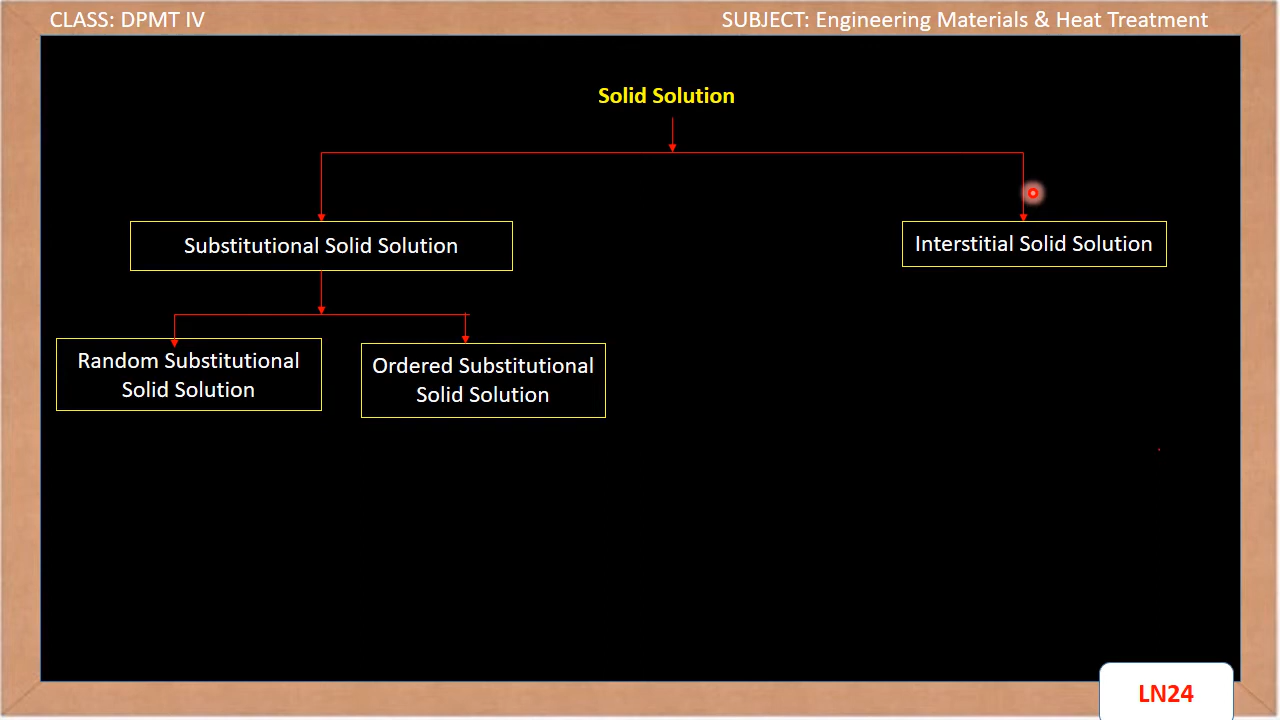 CLASS: DPMT IV
SUBJECT: Engineering Materials & Heat Treatment
Solid Solution
Substitutional Solid Solution
Interstitial Solid Solution
Random Substitutional
Solid Solution
Ordered Substitutional
Solid Solution
LN24